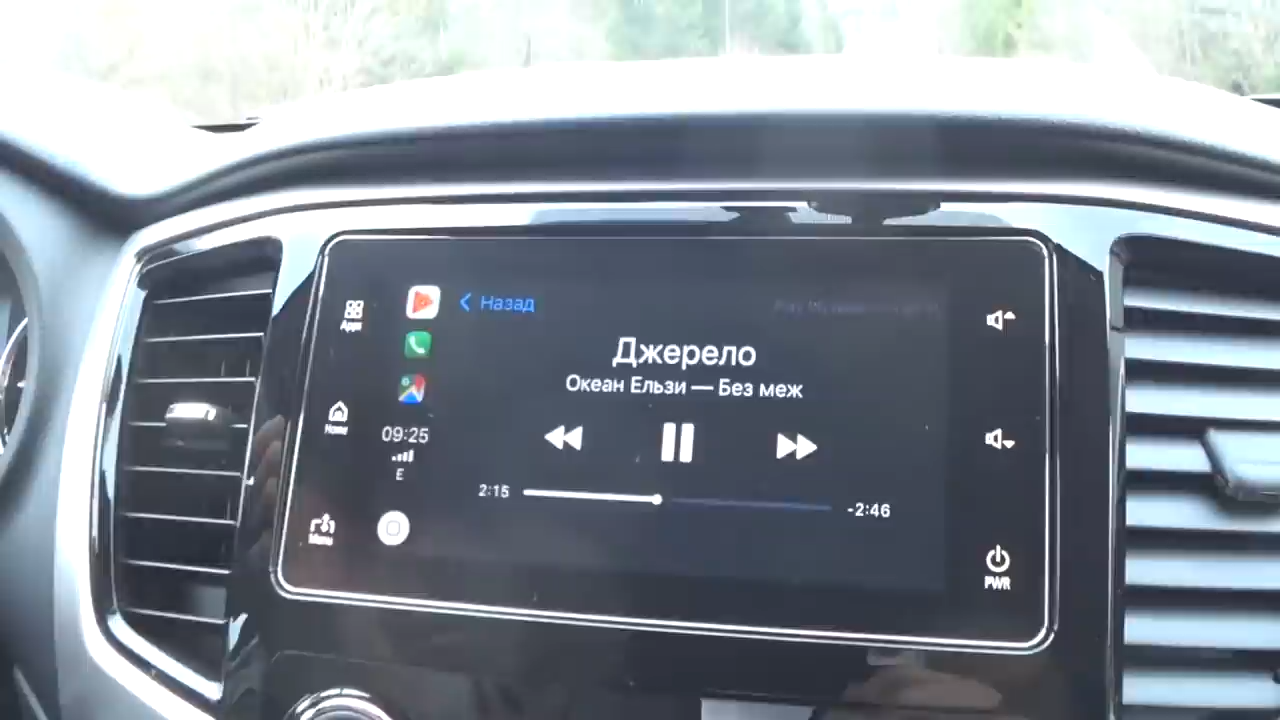 Apps
Home
Menu
09:25
E
Назад
Джерело
Океан Ельзи — Без меж
2:15
-2:46
PWR